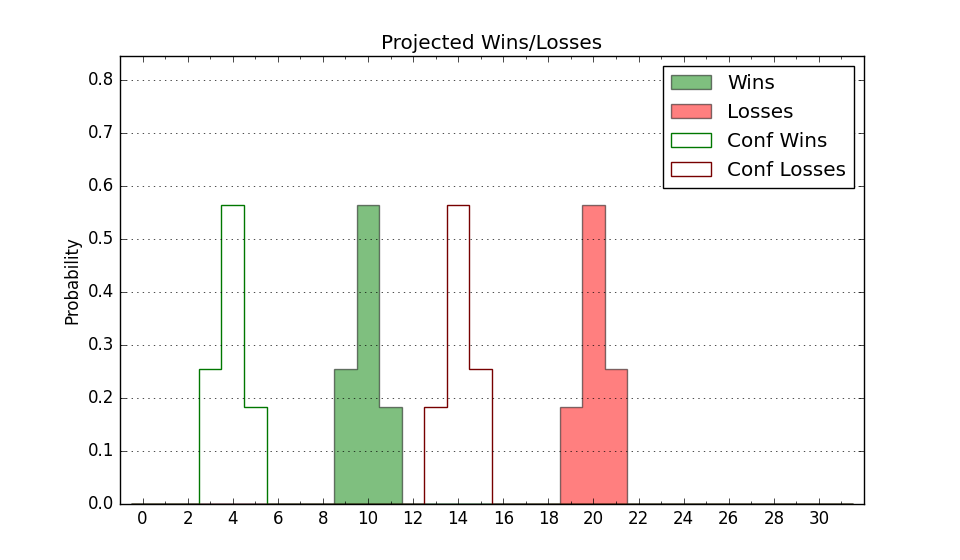 Projected Wins/Losses
Wins
Losses
Conf Wins
Conf Losses
Probability
0.8
0.7
0.6
0.5
0.4
0.3
0.2
0.1
0.0
0 2 4 6 8 10 12 14 16 18 20 22 24 26 28 30